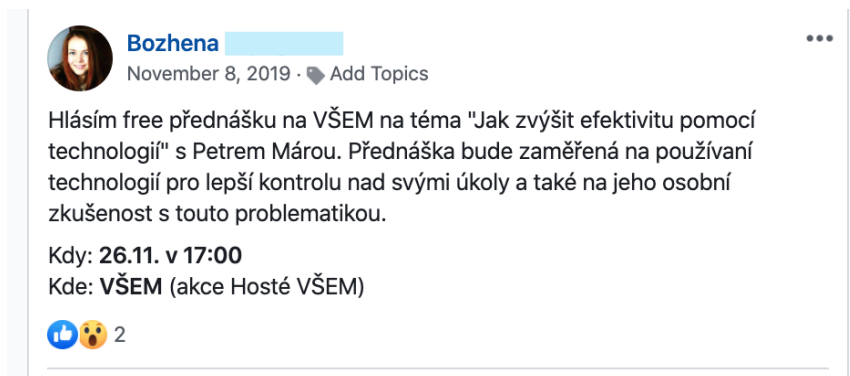 Bozhena
November 8, 2019 · Add Topics
Hlásím free přednášku na VŠEM na téma "Jak zvýšit efektivitu pomocí
technologií" s Petrem Márou. Přednáška bude zaměřená na používaní
technologií pro lepší kontrolu nad svými úkoly a také na jeho osobní
zkušenost s touto problematikou.
Kdy: 26.11. v 17:00
Kde: VŠEM (akce Hosté VŠEM)
2